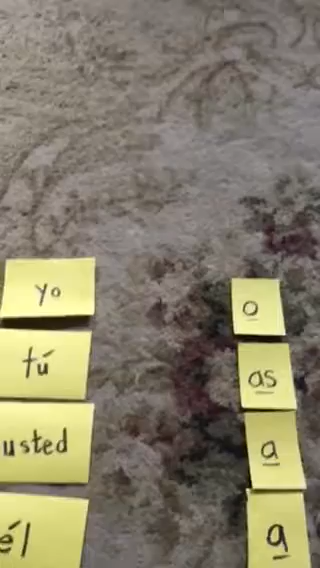 yo o
tú as
usted a
él a